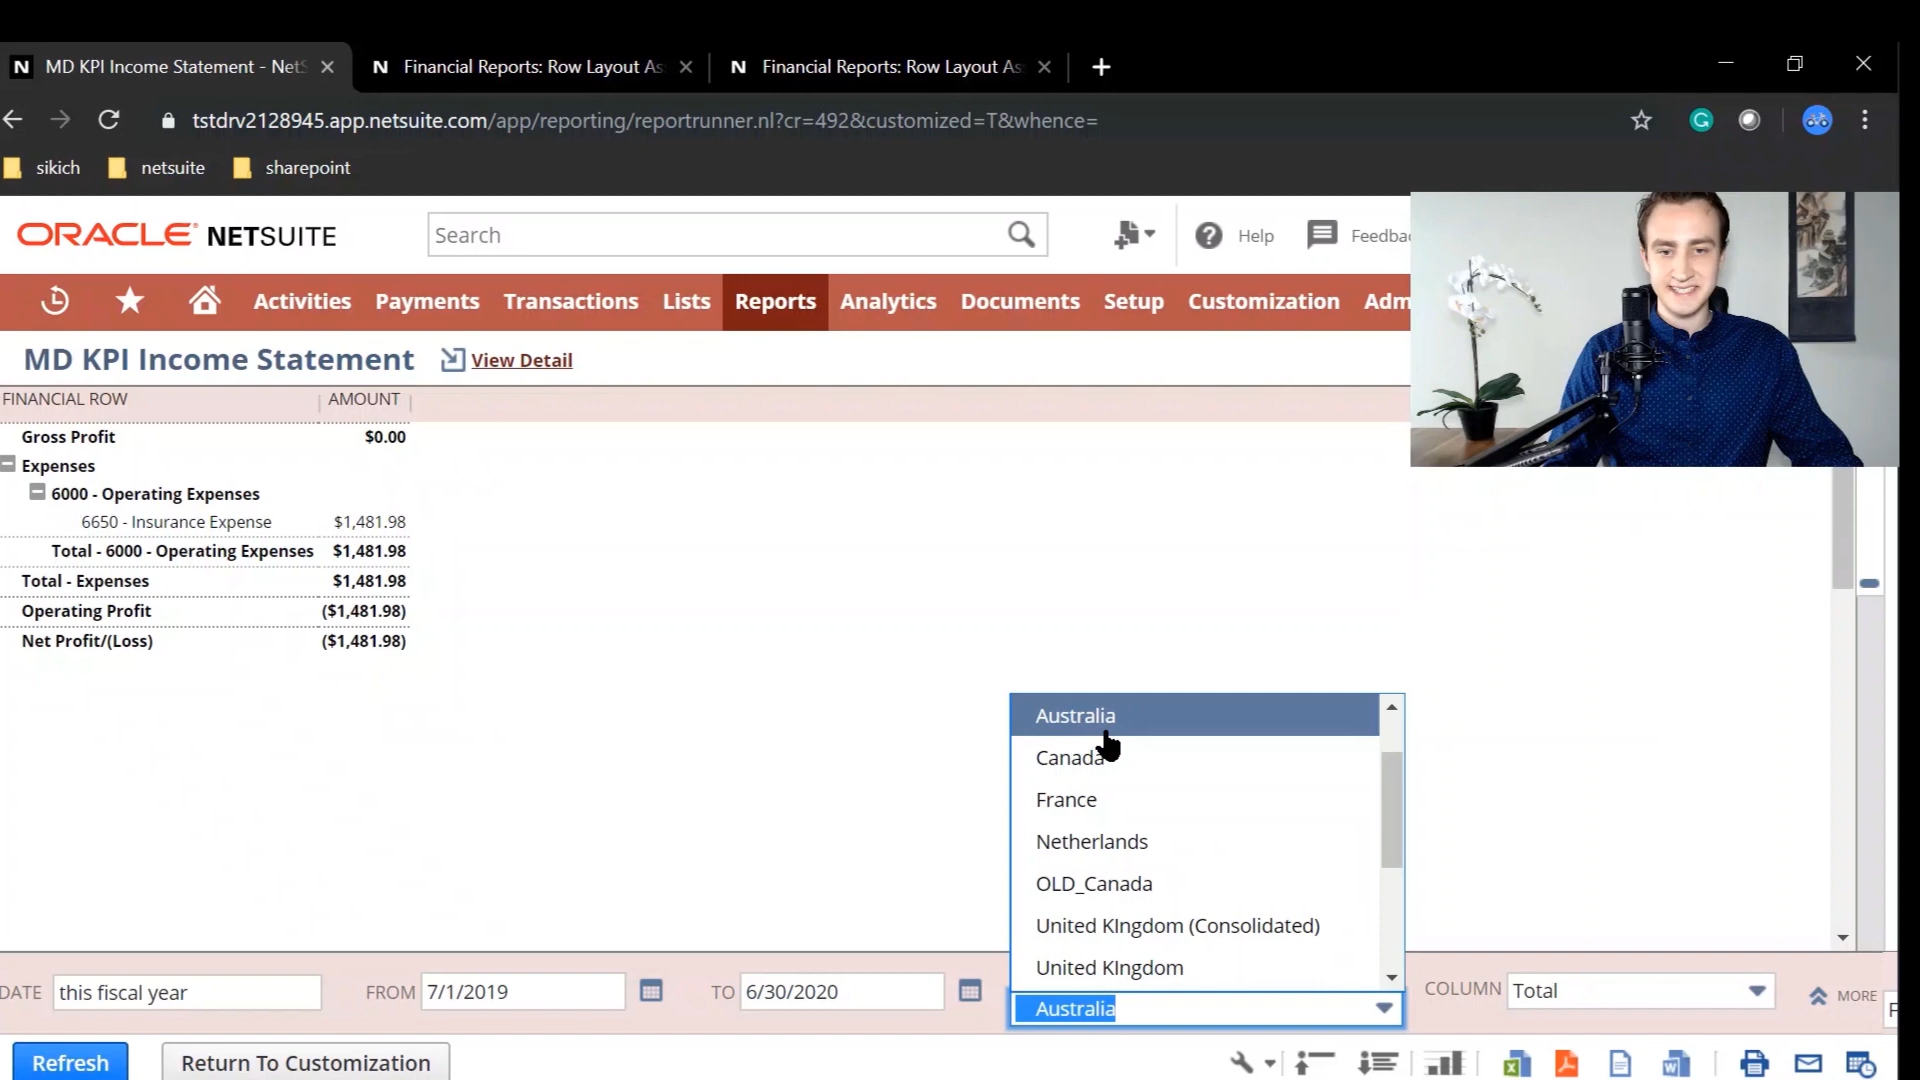 MD KPI Income Statement - NetS
Financial Reports: Row Layout As
Financial Reports: Row Layout As
tstdrv2128945.app.netsuite.com/app/reporting/reportrunner.nl?cr=492&customized=T&whence=
sikich netsuite sharepoint
ORACLE NETSUITE
Search
Help
Feedbac
Activities Payments Transactions Lists Reports Analytics Documents Setup Customization Adm
MD KPI Income Statement View Detail
FINANCIAL ROW AMOUNT
Gross Profit $0.00
Expenses
6000 - Operating Expenses
6650 - Insurance Expense $1,481.98
Total - 6000 - Operating Expenses $1,481.98
Total - Expenses $1,481.98
Operating Profit ($1,481.98)
Net Profit/(Loss) ($1,481.98)
Australia
Canada
France
Netherlands
OLD_Canada
United KIngdom (Consolidated)
United KIngdom
DATE this fiscal year FROM 7/1/2019 TO 6/30/2020 Australia COLUMN Total MORE F
Refresh Return To Customization